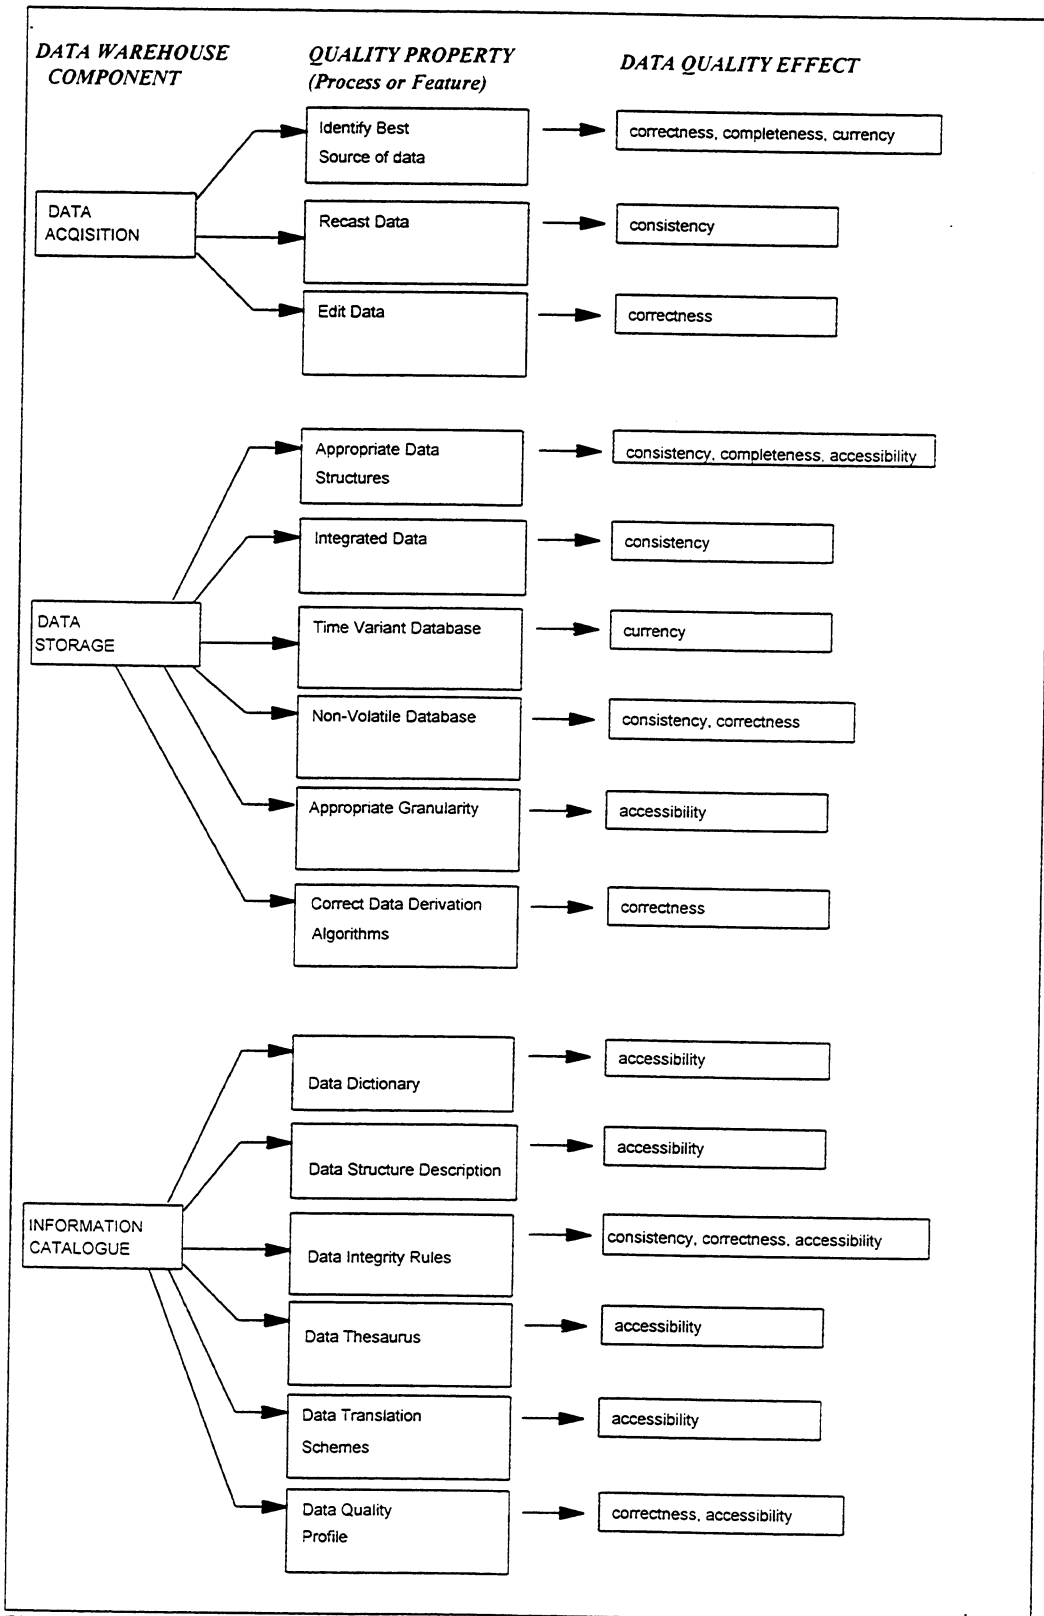 DATA WAREHOUSE
COMPONENT
QUALITY PROPERTY
(Process or Feature)
DATA QUALITY EFFECT
DATA
ACQISITION
Identify Best
Source of data
correctness, completeness, currency
Recast Data
consistency
Edit Data
correctness
DATA
STORAGE
Appropriate Data
Structures
consistency, completeness, accessibility
Integrated Data
consistency
Time Variant Database
currency
Non-Volatile Database
consistency, correctness
Appropriate Granularity
accessibility
Correct Data Derivation
Algorithms
correctness
INFORMATION
CATALOGUE
Data Dictionary
accessibility
Data Structure Description
accessibility
Data Integrity Rules
consistency, correctness, accessibility
Data Thesaurus
accessibility
Data Translation
Schemes
accessibility
Data Quality
Profile
correctness, accessibility